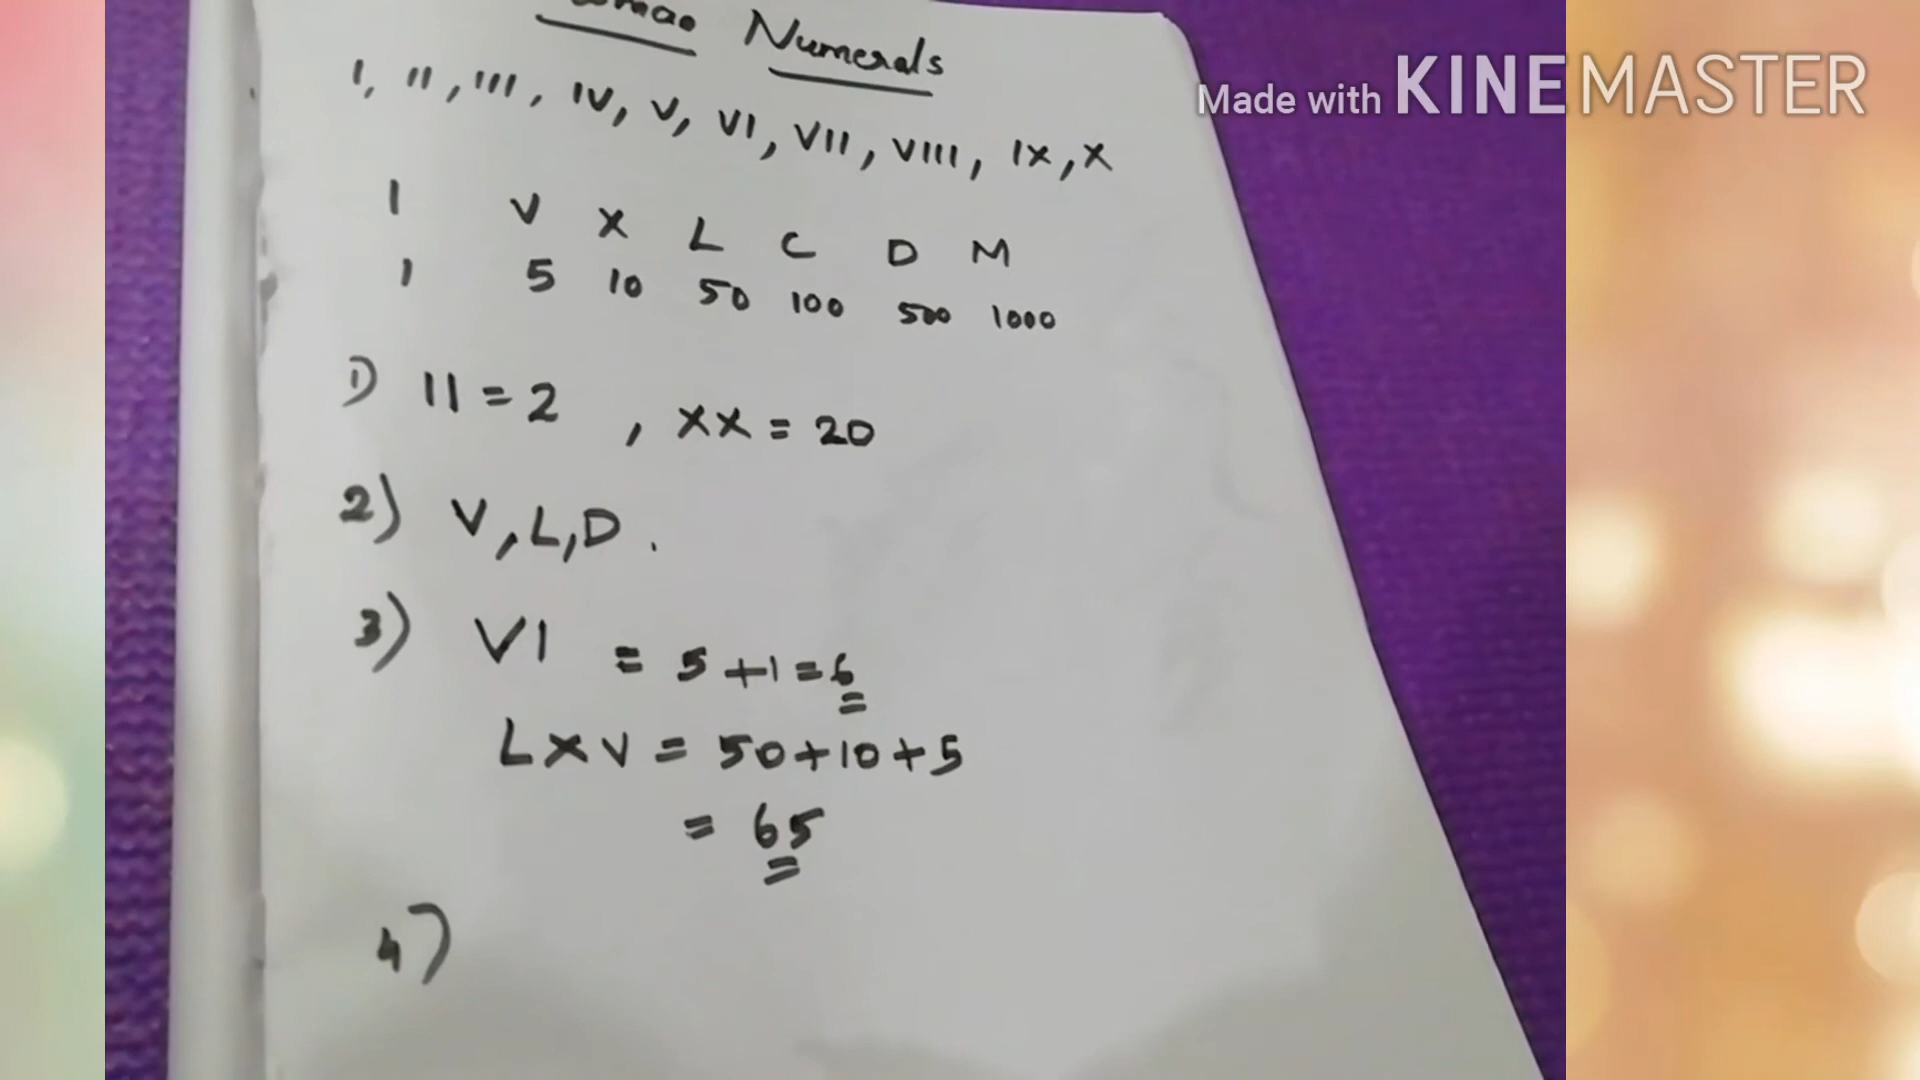 Numerals
Made with KINEMASTER
I, II, III, IV, V, VI, VII, VIII, IX, X
I V X L C D M
1 5 10 50 100 500 1000
1) II = 2 , XX = 20
2) V, L, D.
3) VI = 5 + 1 = 6
LXV = 50 + 10 + 5
= 65
4)